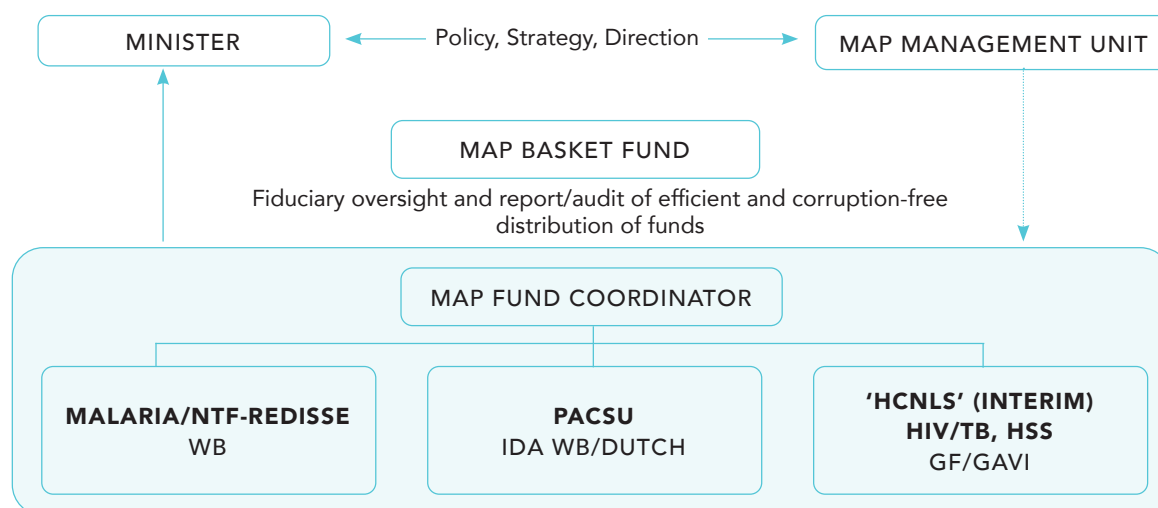 MINISTER
Policy, Strategy, Direction
MAP MANAGEMENT UNIT
MAP BASKET FUND
Fiduciary oversight and report/audit of efficient and corruption-free
distribution of funds
MAP FUND COORDINATOR
MALARIA/NTF-REDISSE
WB
PACSU
IDA WB/DUTCH
‘HCNLS’ (INTERIM)
HIV/TB, HSS
GF/GAVI